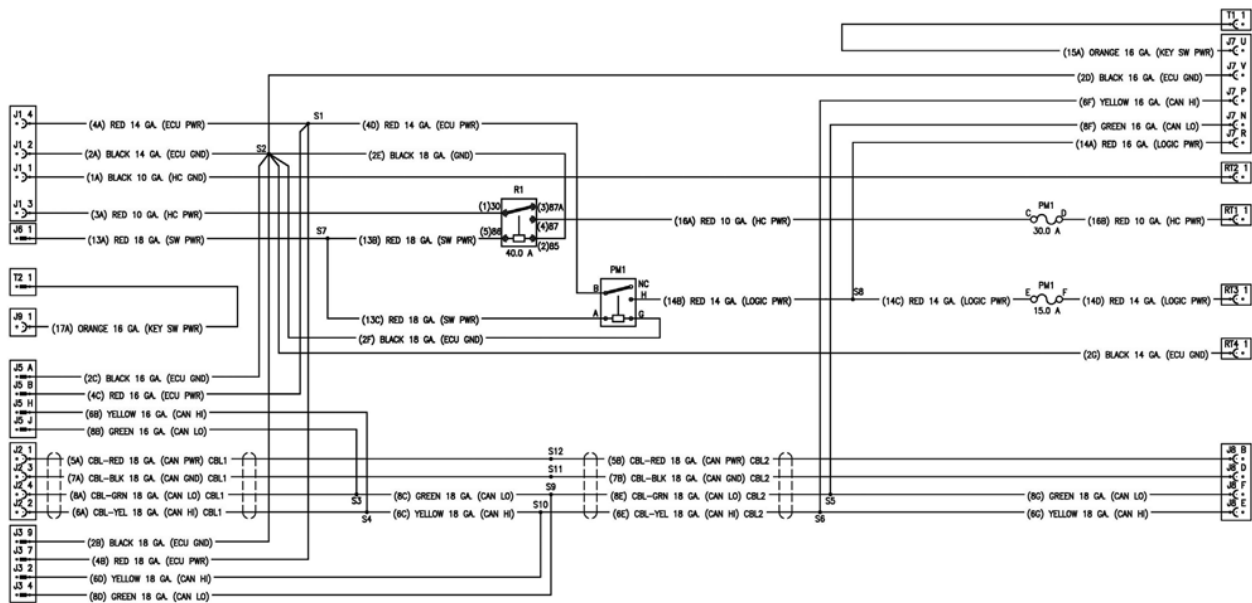 T1 1
J7 U
(15A) ORANGE 16 GA. (KEY SW PWR)
J7 V
(2D) BLACK 16 GA. (ECU GND)
J7 P
(6F) YELLOW 16 GA. (CAN HI)
J7 N
(8F) GREEN 16 GA. (CAN LO)
J7 R
(14A) RED 16 GA. (LOGIC PWR)
J1 4
(4A) RED 14 GA. (ECU PWR)
S1
(4D) RED 14 GA. (ECU PWR)
J1 2
(2A) BLACK 14 GA. (ECU GND)
S2
(2E) BLACK 18 GA. (GND)
J1 1
(1A) BLACK 10 GA. (HC GND)
RT2 1
R1
J1 3
(3A) RED 10 GA. (HC PWR)
(1)30
(3)87A
(4)87
(16A) RED 10 GA. (HC PWR)
PM1
C
D
30.0 A
(16B) RED 10 GA. (HC PWR)
RT1 1
J6 1
(13A) RED 18 GA. (SW PWR)
S7
(13B) RED 18 GA. (SW PWR)
(5)86
(2)85
40.0 A
T2 1
PM1
B
NC
H
(14B) RED 14 GA. (LOGIC PWR)
S8
(14C) RED 14 GA. (LOGIC PWR)
PM1
E
F
15.0 A
(14D) RED 14 GA. (LOGIC PWR)
RT3 1
J9 1
(17A) ORANGE 16 GA. (KEY SW PWR)
(13C) RED 18 GA. (SW PWR)
A
G
(2F) BLACK 18 GA. (ECU GND)
(2G) BLACK 14 GA. (ECU GND)
RT4 1
J5 A
(2C) BLACK 16 GA. (ECU GND)
J5 B
(4C) RED 16 GA. (ECU PWR)
J5 H
(6B) YELLOW 16 GA. (CAN HI)
J5 J
(8B) GREEN 16 GA. (CAN LO)
J2 1
(5A) CBL-RED 18 GA. (CAN PWR) CBL1
S12
(5B) CBL-RED 18 GA. (CAN PWR) CBL2
J8 B
J2 3
(7A) CBL-BLK 18 GA. (CAN GND) CBL1
S11
(7B) CBL-BLK 18 GA. (CAN GND) CBL2
J8 D
J2 4
(8A) CBL-GRN 18 GA. (CAN LO) CBL1
S3
(8C) GREEN 18 GA. (CAN LO)
S9
(8E) CBL-GRN 18 GA. (CAN LO) CBL2
S5
(8G) GREEN 18 GA. (CAN LO)
J8 F
J2 2
(6A) CBL-YEL 18 GA. (CAN HI) CBL1
S4
(6C) YELLOW 18 GA. (CAN HI)
S10
(6E) CBL-YEL 18 GA. (CAN HI) CBL2
S6
(6G) YELLOW 18 GA. (CAN HI)
J8 E
J3 9
(2B) BLACK 18 GA. (ECU GND)
J3 7
(4B) RED 18 GA. (ECU PWR)
J3 2
(6D) YELLOW 18 GA. (CAN HI)
J3 4
(8D) GREEN 18 GA. (CAN LO)